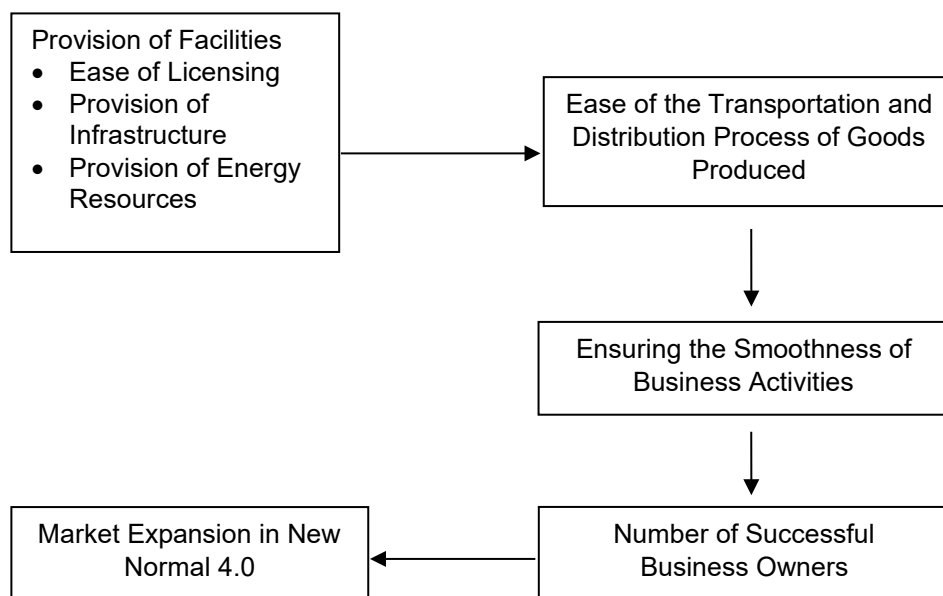 Provision of Facilities
• Ease of Licensing
• Provision of
Infrastructure
• Provision of Energy
Resources
Ease of the Transportation and
Distribution Process of Goods
Produced
Ensuring the Smoothness of
Business Activities
Number of Successful
Business Owners
Market Expansion in New
Normal 4.0